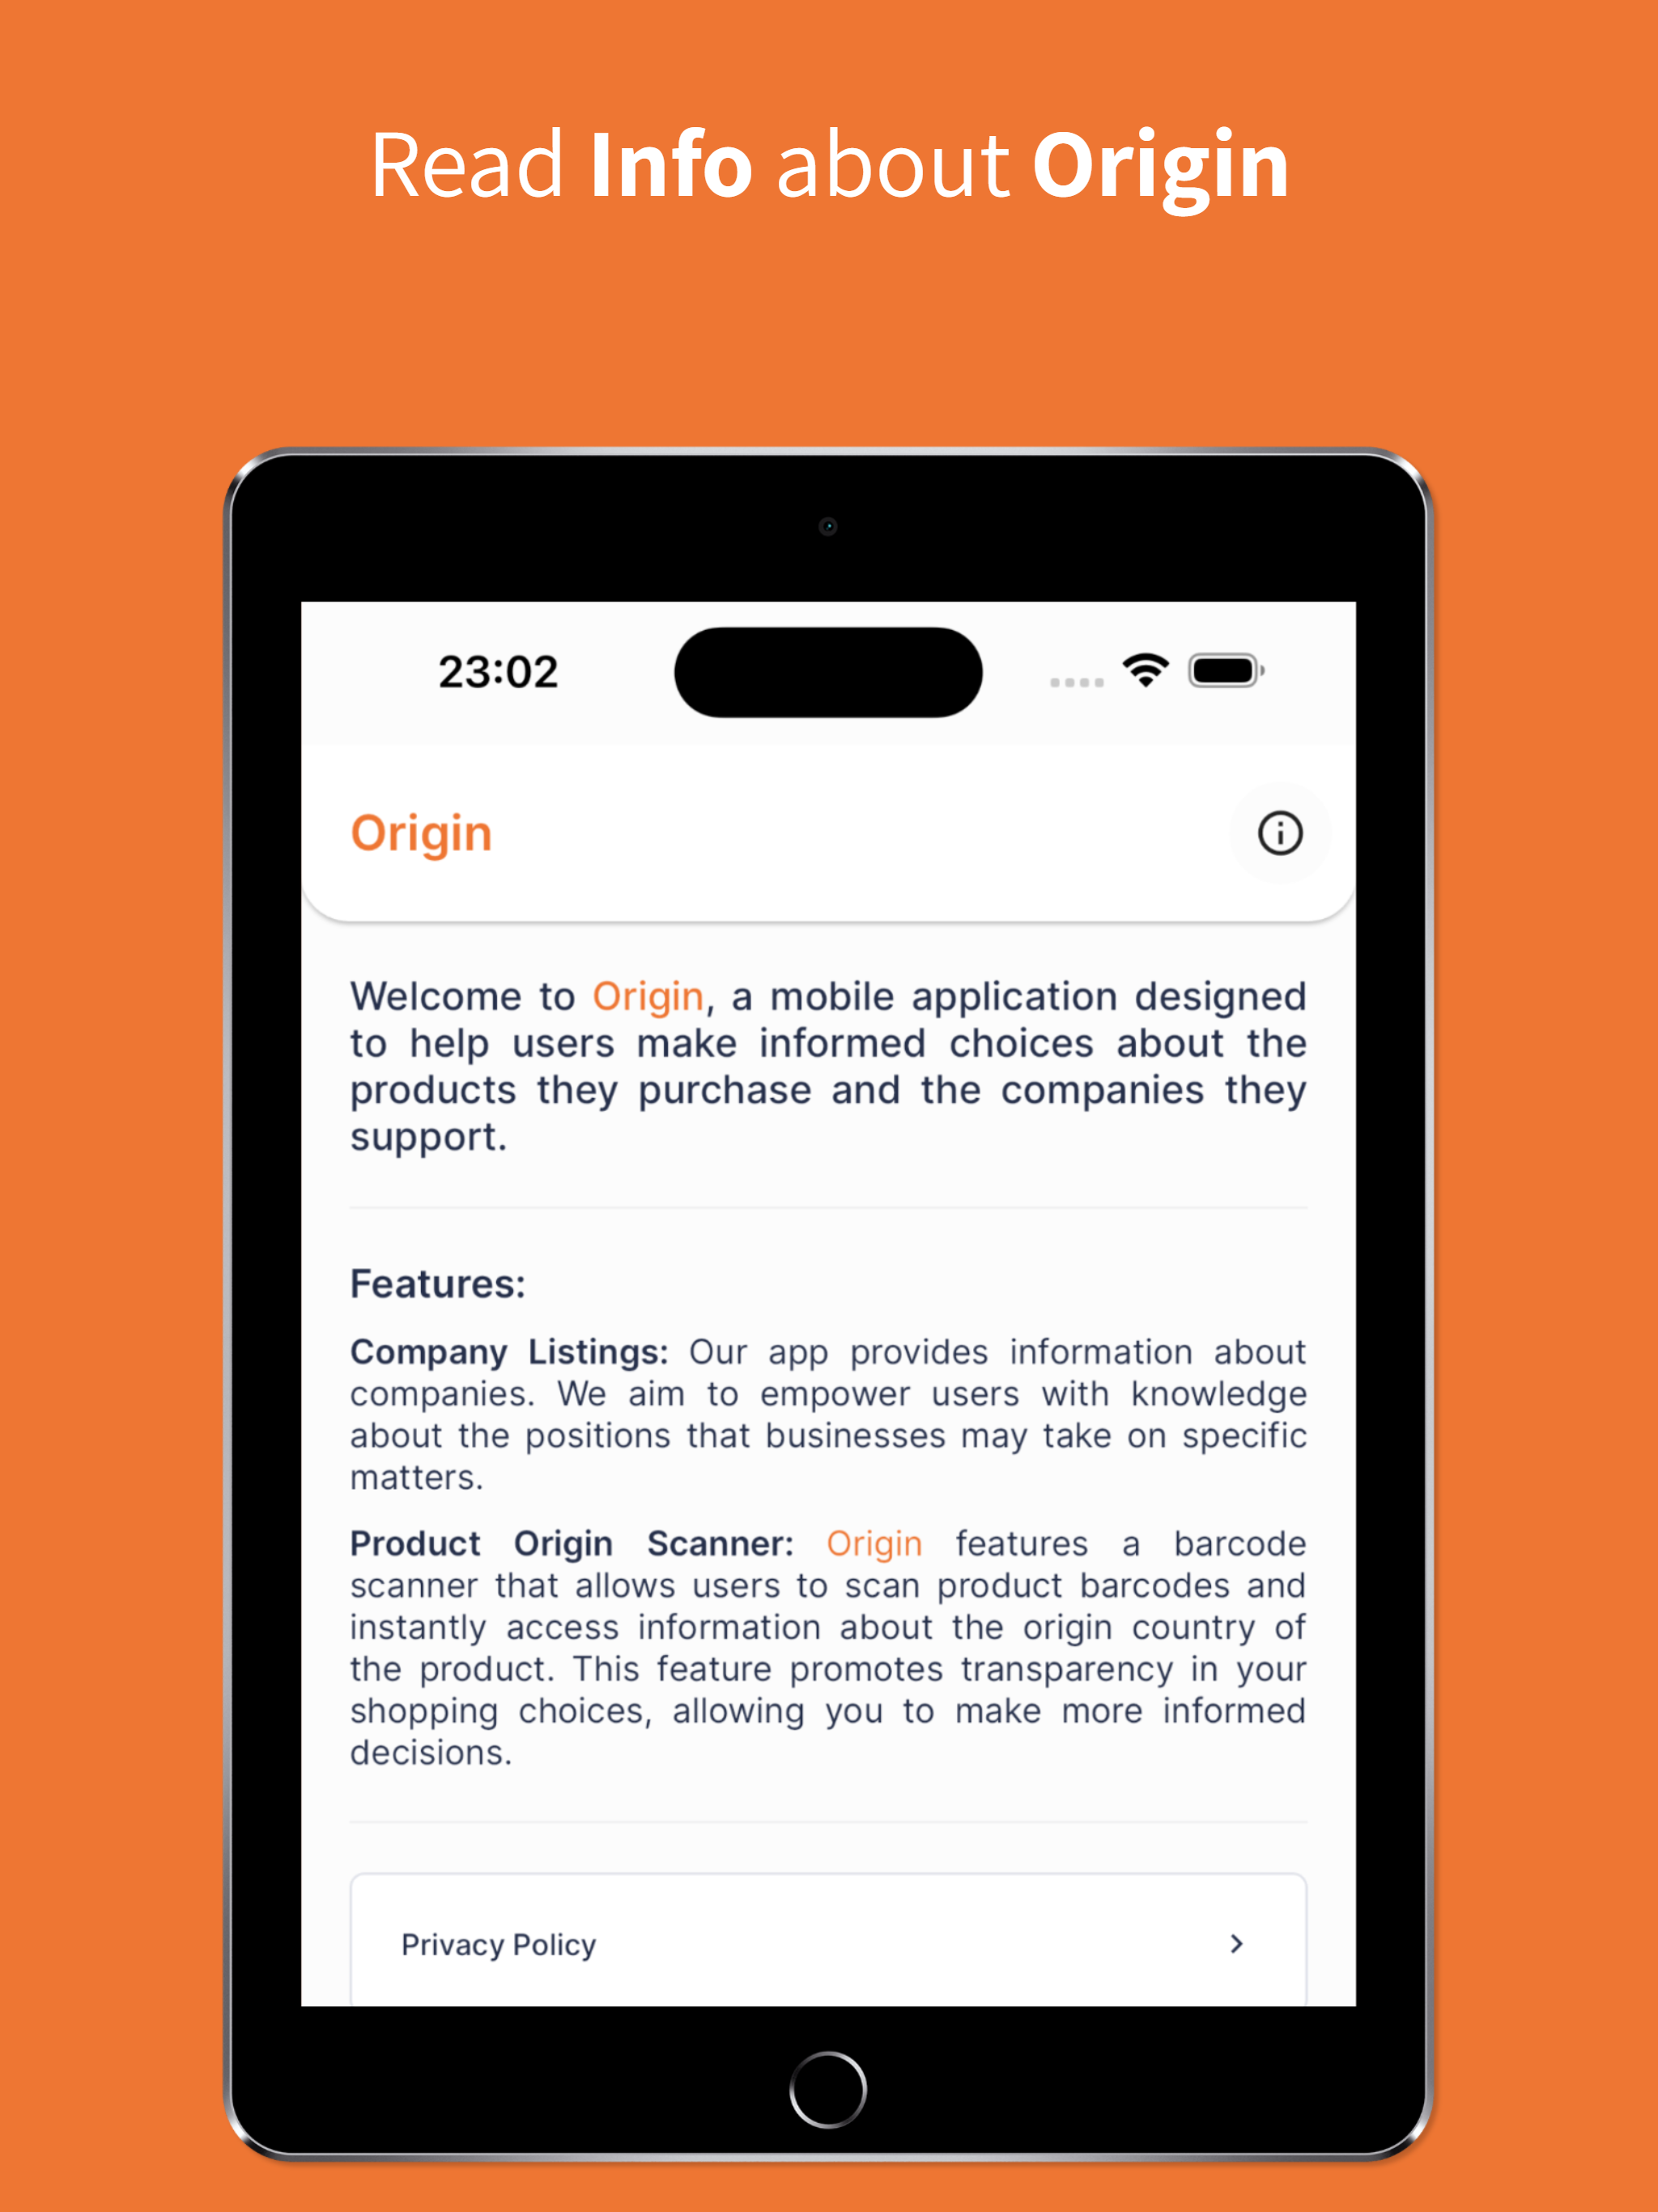 Read Info about Origin
23:02
Origin
Welcome to Origin, a mobile application designed
to help users make informed choices about the
products they purchase and the companies they
support.
Features:
Company Listings: Our app provides information about
companies. We aim to empower users with knowledge
about the positions that businesses may take on specific
matters.
Product Origin Scanner: Origin features a barcode
scanner that allows users to scan product barcodes and
instantly access information about the origin country of
the product. This feature promotes transparency in your
shopping choices, allowing you to make more informed
decisions.
Privacy Policy